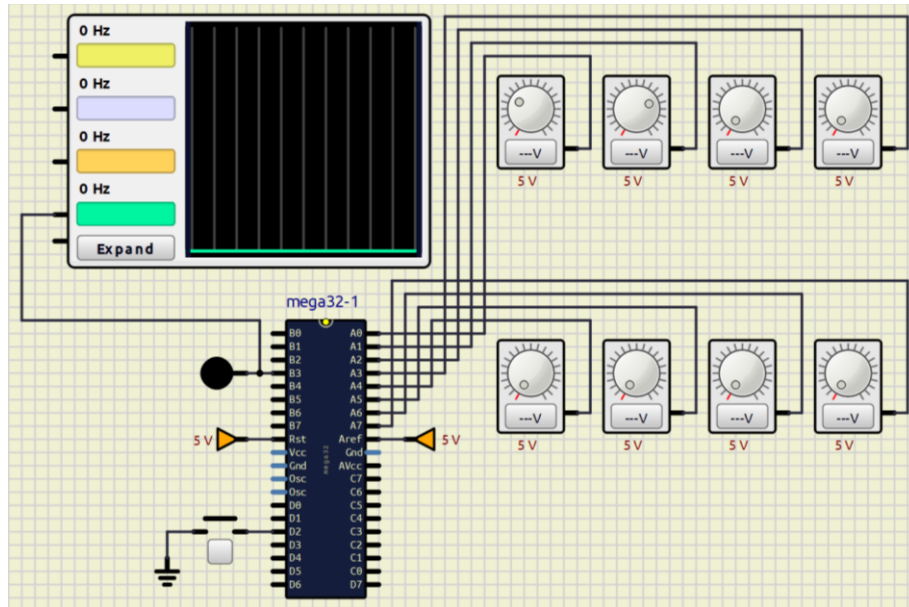 0 Hz
0 Hz
0 Hz
0 Hz
Expand
---V
---V
---V
---V
5 V
5 V
5 V
5 V
mega32-1
B0 A0
B1 A1
B2 A2
B3 A3
B4 A4
B5 A5
B6 A6
B7 A7
5 V
Rst Aref
5 V
Vcc Gnd
Gnd AVcc
Osc C7
Osc C6
D0 C5
D1 C4
D2 C3
D3 C2
D4 C1
D5 C0
D6 D7
mega32
---V
---V
---V
---V
5 V
5 V
5 V
5 V